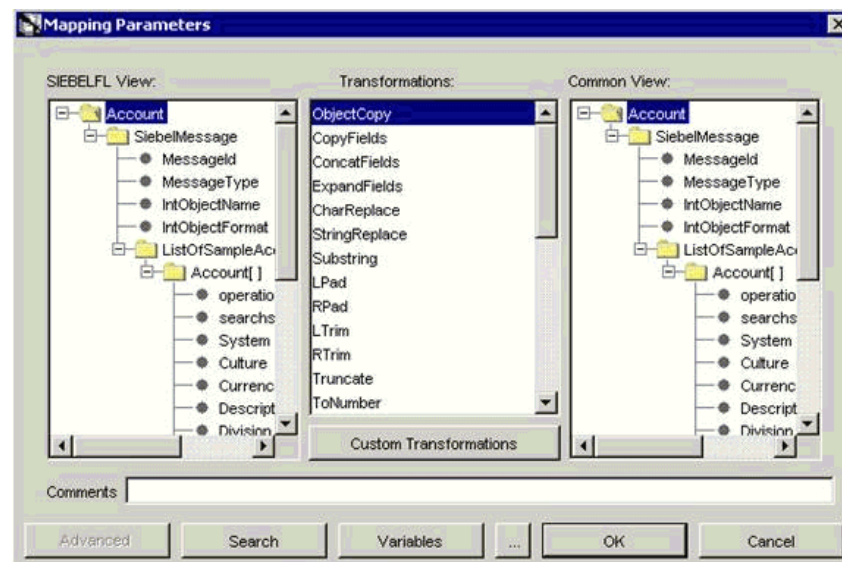 Mapping Parameters
SIEBELFL View:
Account
SiebelMessage
MessageId
MessageType
IntObjectName
IntObjectFormat
ListOfSampleAcc
Account[ ]
operatio
searchs
System
Culture
Currenc
Descript
Division
Transformations:
ObjectCopy
CopyFields
ConcatFields
ExpandFields
CharReplace
StringReplace
Substring
LPad
RPad
LTrim
RTrim
Truncate
ToNumber
Custom Transformations
Common View:
Account
SiebelMessage
MessageId
MessageType
IntObjectName
IntObjectFormat
ListOfSampleAcc
Account[ ]
operatio
searchs
System
Culture
Currenc
Descript
Division
Comments
Advanced Search Variables ... OK Cancel